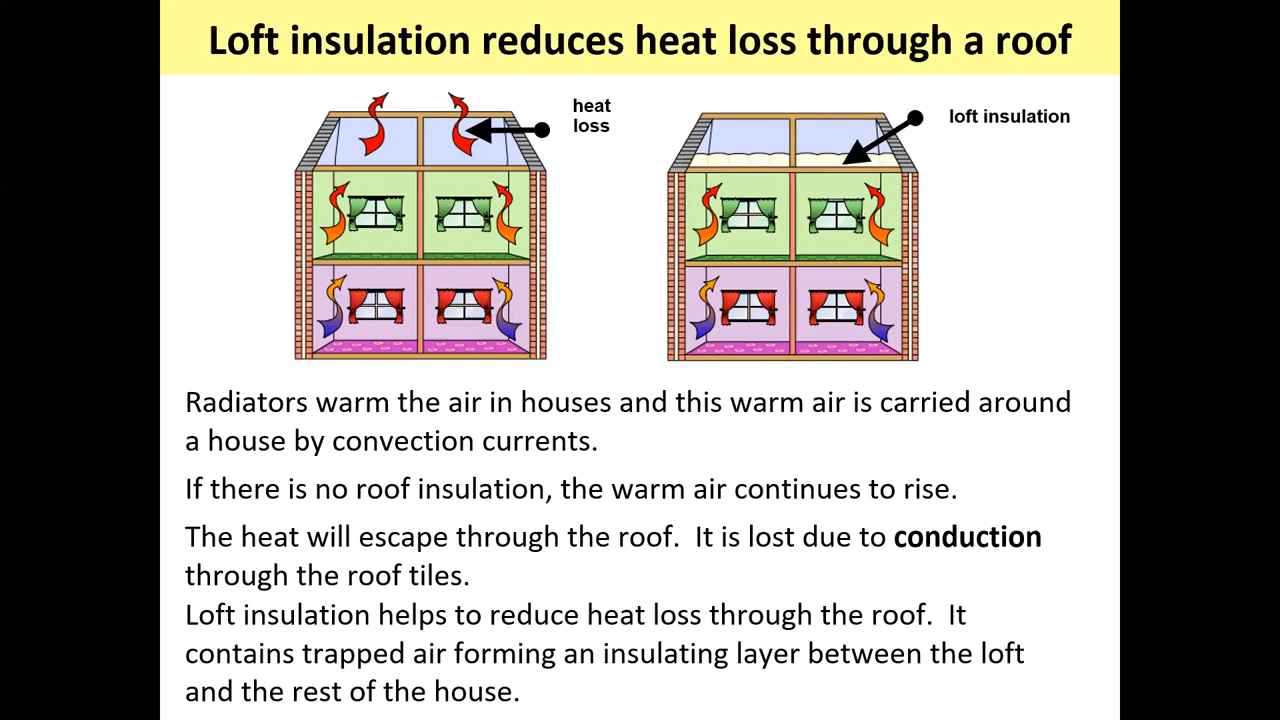 Loft insulation reduces heat loss through a roof
heat
loss
loft insulation
Radiators warm the air in houses and this warm air is carried around
a house by convection currents.
If there is no roof insulation, the warm air continues to rise.
The heat will escape through the roof.  It is lost due to conduction
through the roof tiles.
Loft insulation helps to reduce heat loss through the roof.  It
contains trapped air forming an insulating layer between the loft
and the rest of the house.